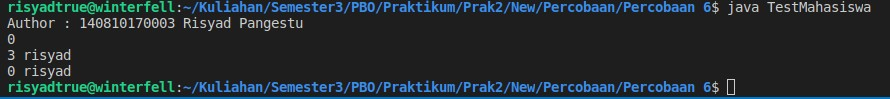 risyadtrue@winterfell:~/Kuliahan/Semester3/PBO/Praktikum/Prak2/New/Percobaan/Percobaan 6$ java TestMahasiswa
Author : 140810170003 Risyad Pangestu
0
3 risyad
0 risyad
risyadtrue@winterfell:~/Kuliahan/Semester3/PBO/Praktikum/Prak2/New/Percobaan/Percobaan 6$